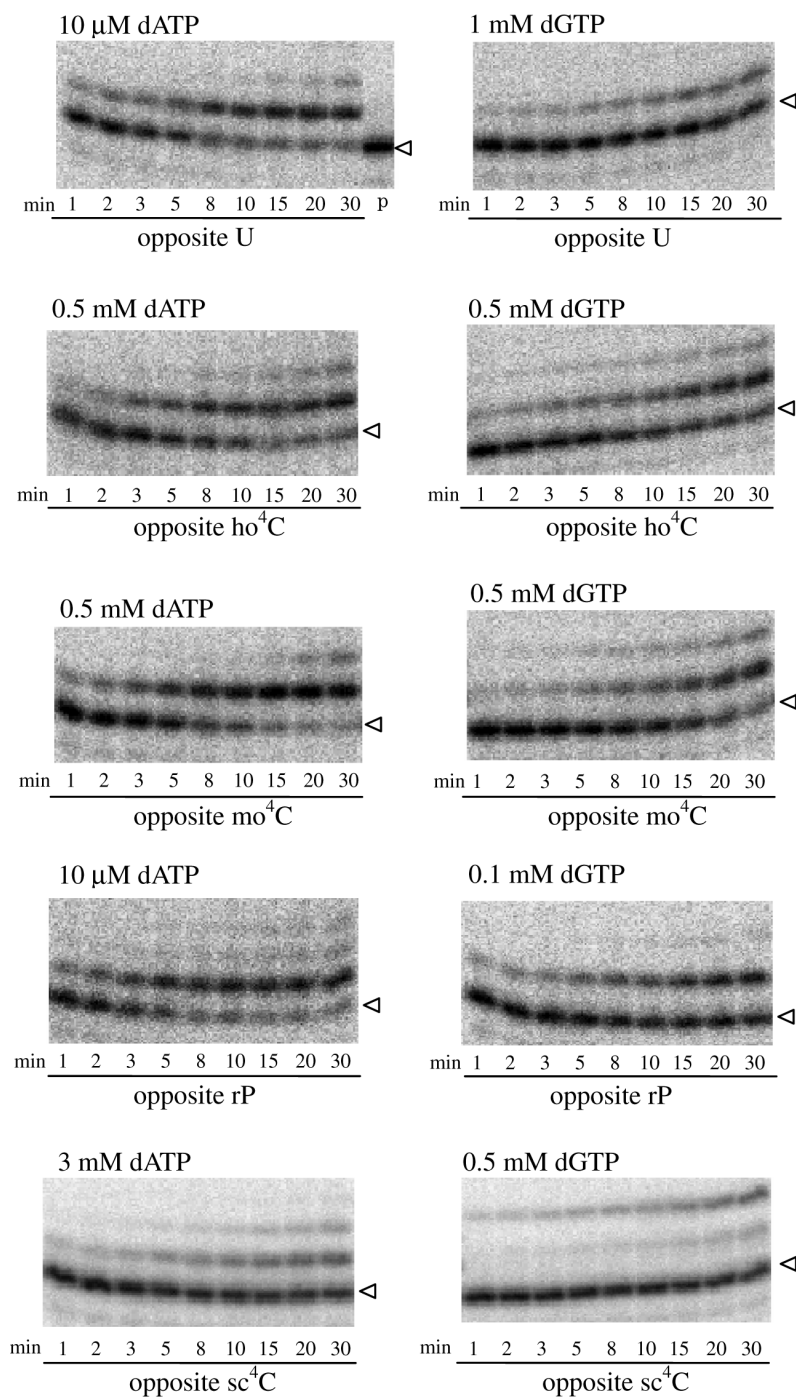 10 μM dATP
1 mM dGTP
min 1 2 3 5 8 10 15 20 30 p
opposite U
min 1 2 3 5 8 10 15 20 30
opposite U
0.5 mM dATP
0.5 mM dGTP
min 1 2 3 5 8 10 15 20 30
opposite ho⁴C
min 1 2 3 5 8 10 15 20 30
opposite ho⁴C
0.5 mM dATP
0.5 mM dGTP
min 1 2 3 5 8 10 15 20 30
opposite mo⁴C
min 1 2 3 5 8 10 15 20 30
opposite mo⁴C
10 μM dATP
0.1 mM dGTP
min 1 2 3 5 8 10 15 20 30
opposite rP
min 1 2 3 5 8 10 15 20 30
opposite rP
3 mM dATP
0.5 mM dGTP
min 1 2 3 5 8 10 15 20 30
opposite sc⁴C
min 1 2 3 5 8 10 15 20 30
opposite sc⁴C